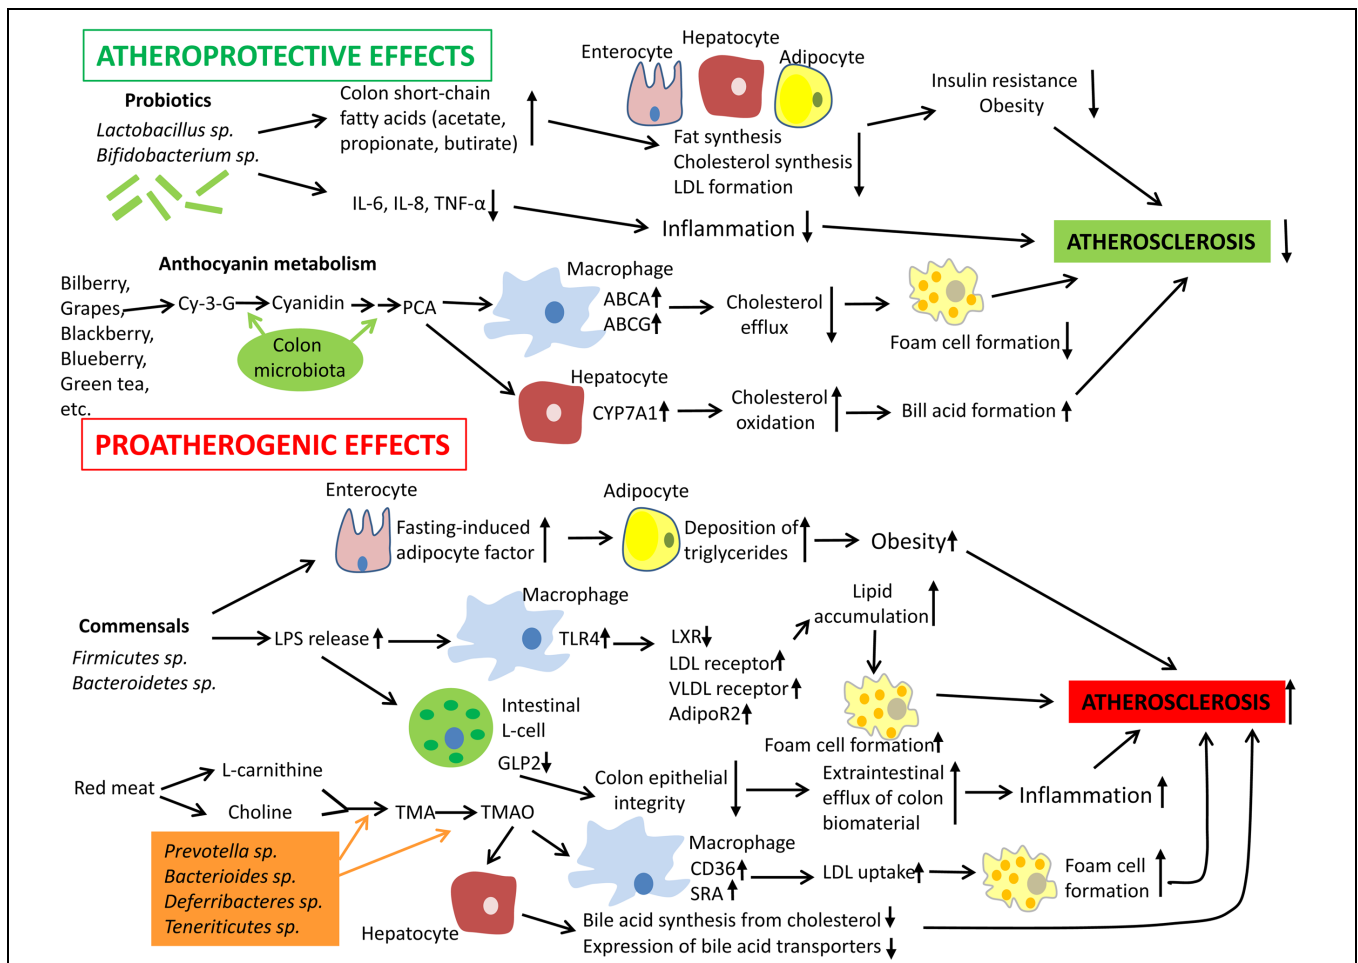 ATHEROPROTECTIVE EFFECTS
Probiotics
Lactobacillus sp.
Bifidobacterium sp.
Colon short-chain
fatty acids (acetate,
propionate, butirate)
IL-6, IL-8, TNF-α
Enterocyte
Hepatocyte
Adipocyte
Fat synthesis
Cholesterol synthesis
LDL formation
Insulin resistance
Obesity
Inflammation
ATHEROSCLEROSIS
Anthocyanin metabolism
Bilberry,
Grapes,
Blackberry,
Blueberry,
Green tea,
etc.
Cy-3-G
Cyanidin
PCA
Colon
microbiota
Macrophage
ABCA
ABCG
Cholesterol
efflux
Foam cell formation
Hepatocyte
CYP7A1
Cholesterol
oxidation
Bill acid formation
PROATHEROGENIC EFFECTS
Enterocyte
Fasting-induced
adipocyte factor
Adipocyte
Deposition of
triglycerides
Obesity
Commensals
Firmicutes sp.
Bacteroidetes sp.
LPS release
Macrophage
TLR4
LXR
LDL receptor
VLDL receptor
AdipoR2
Lipid
accumulation
Foam cell formation
ATHEROSCLEROSIS
Intestinal
L-cell
GLP2
Colon epithelial
integrity
Extraintestinal
efflux of colon
biomaterial
Inflammation
Red meat
L-carnithine
Choline
TMA
TMAO
Prevotella sp.
Bacterioides sp.
Deferribacteres sp.
Teneriticutes sp.
Macrophage
CD36
SRA
LDL uptake
Foam cell
formation
Hepatocyte
Bile acid synthesis from cholesterol
Expression of bile acid transporters